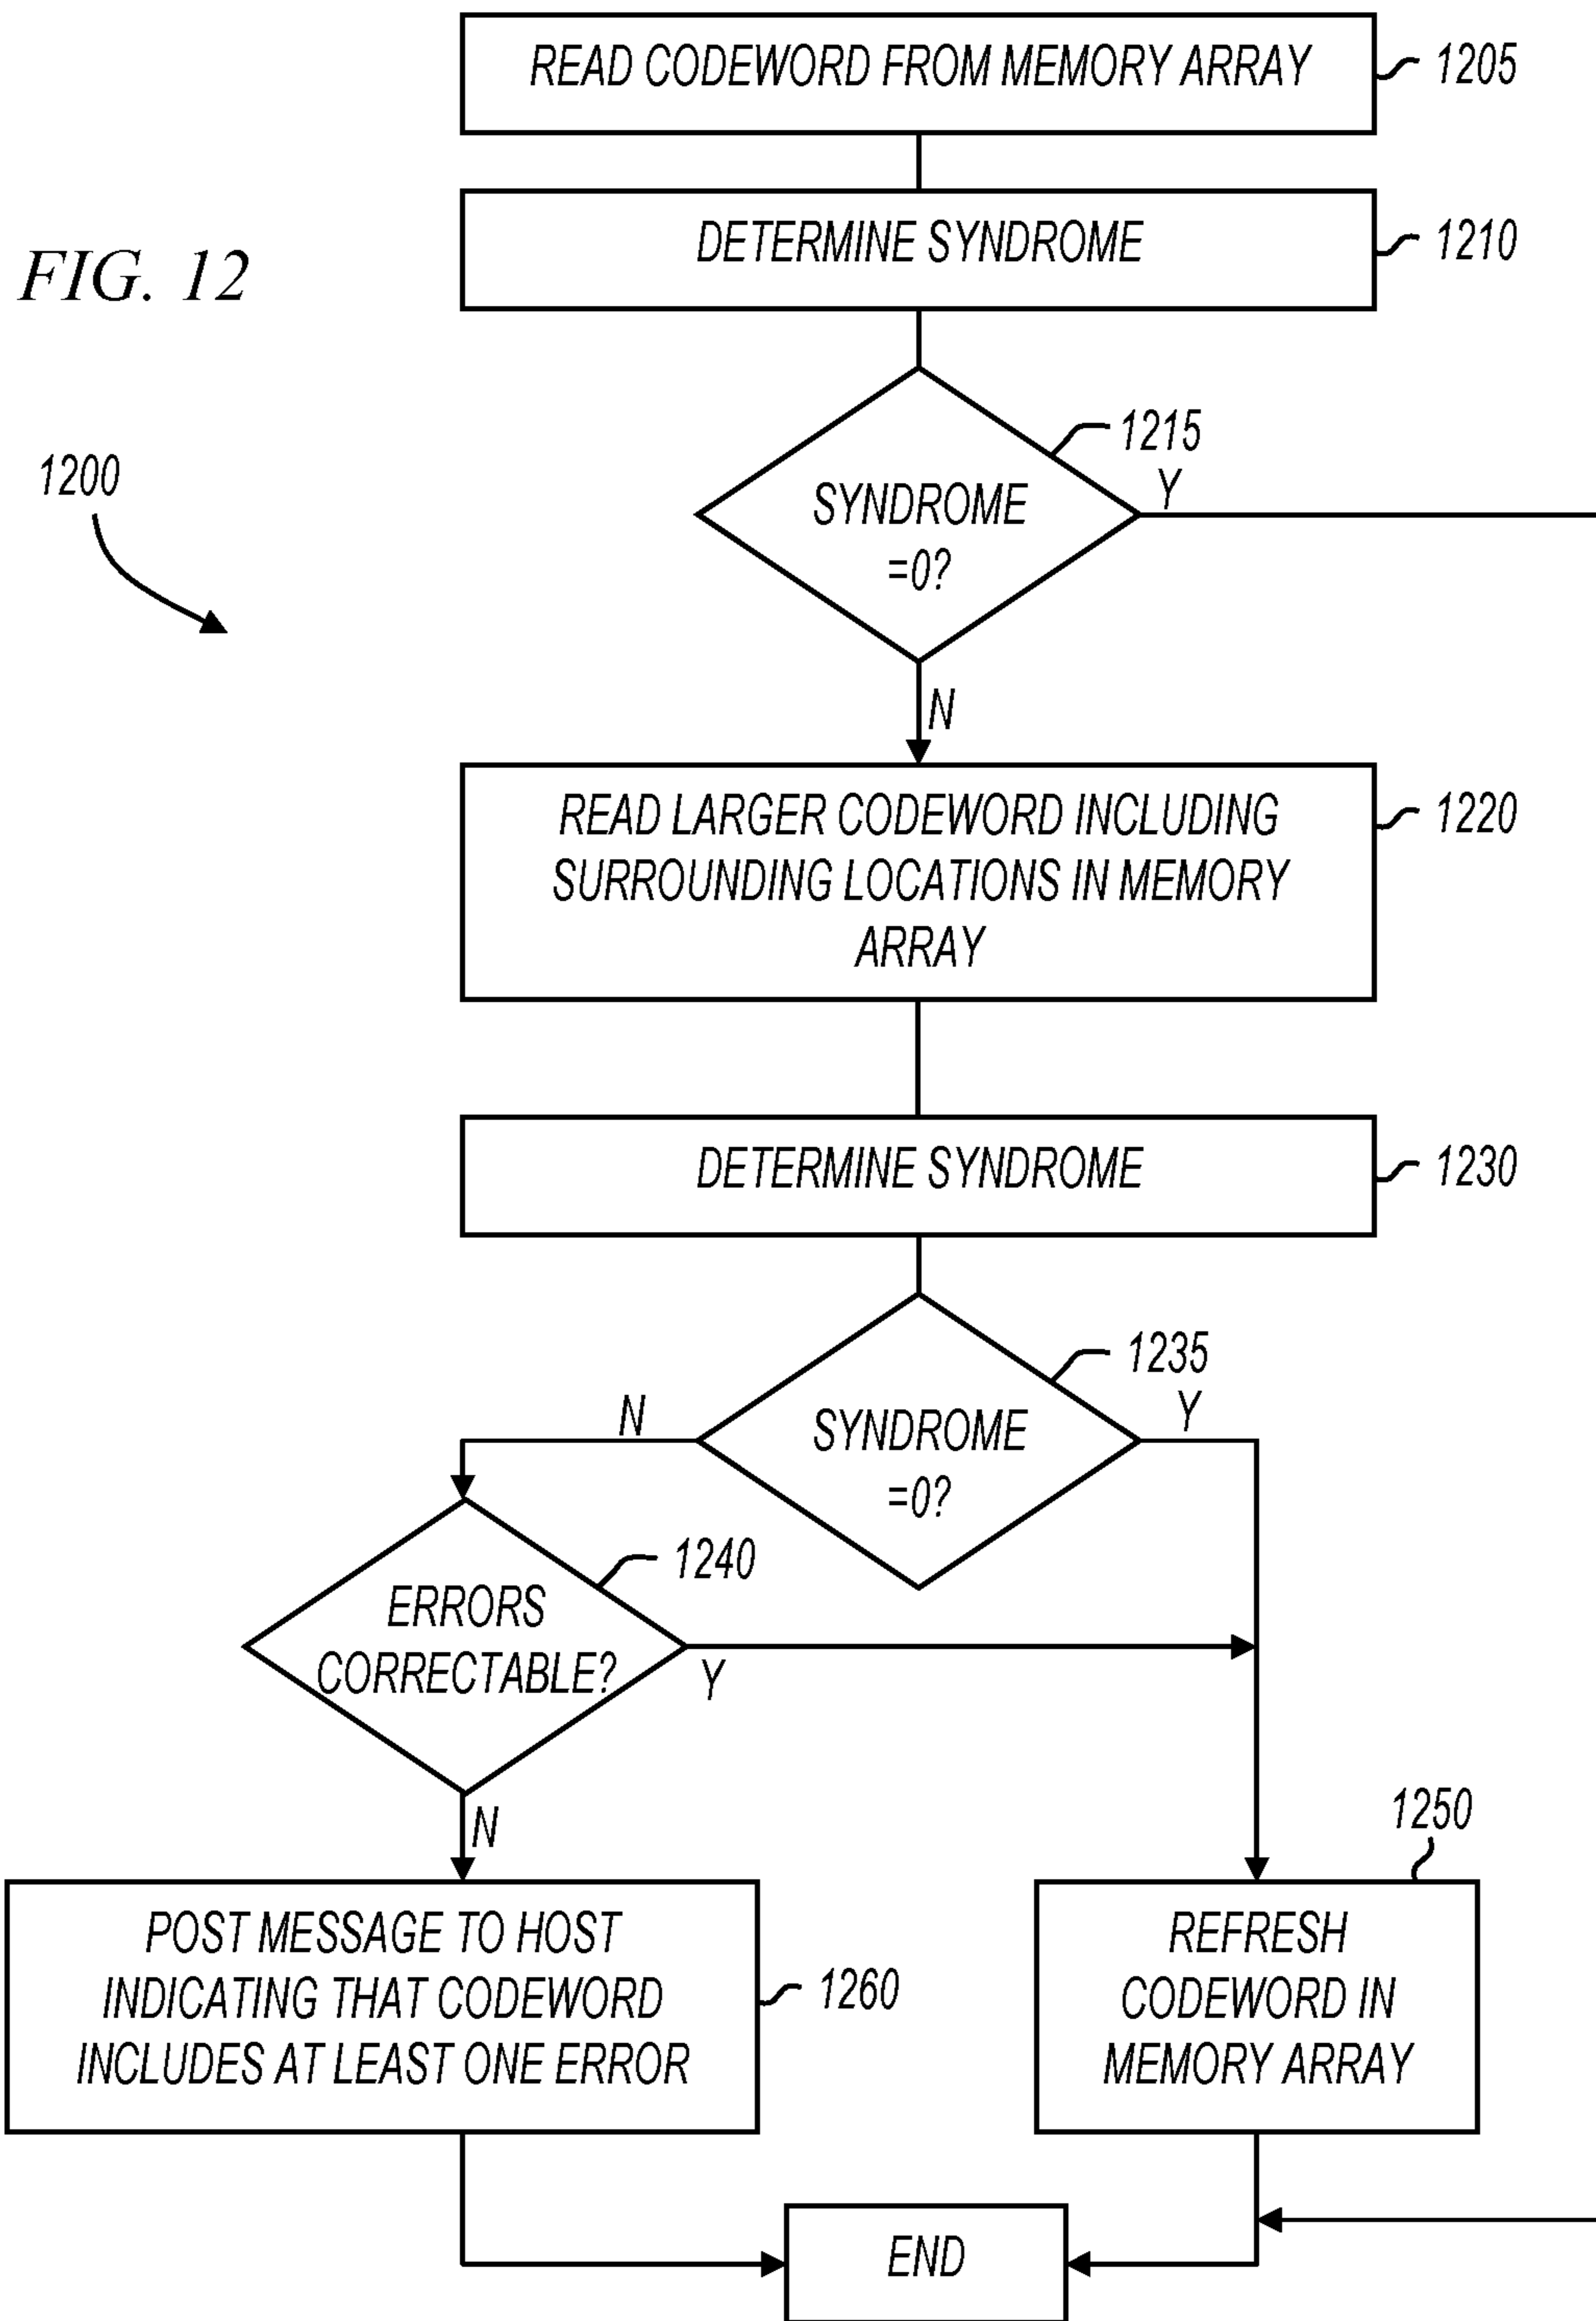 READ CODEWORD FROM MEMORY ARRAY
1205
DETERMINE SYNDROME
1210
FIG. 12
1200
1215
SYNDROME
=0?
Y
N
READ LARGER CODEWORD INCLUDING
SURROUNDING LOCATIONS IN MEMORY
ARRAY
1220
DETERMINE SYNDROME
1230
1235
SYNDROME
=0?
N
Y
1240
ERRORS
CORRECTABLE?
Y
N
1250
POST MESSAGE TO HOST
INDICATING THAT CODEWORD
INCLUDES AT LEAST ONE ERROR
1260
REFRESH
CODEWORD IN
MEMORY ARRAY
END